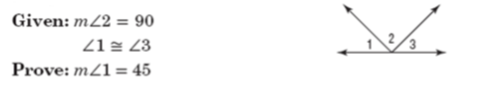 Given: m∠2 = 90
∠1 ≅ ∠3
Prove: m∠1 = 45
1 2 3